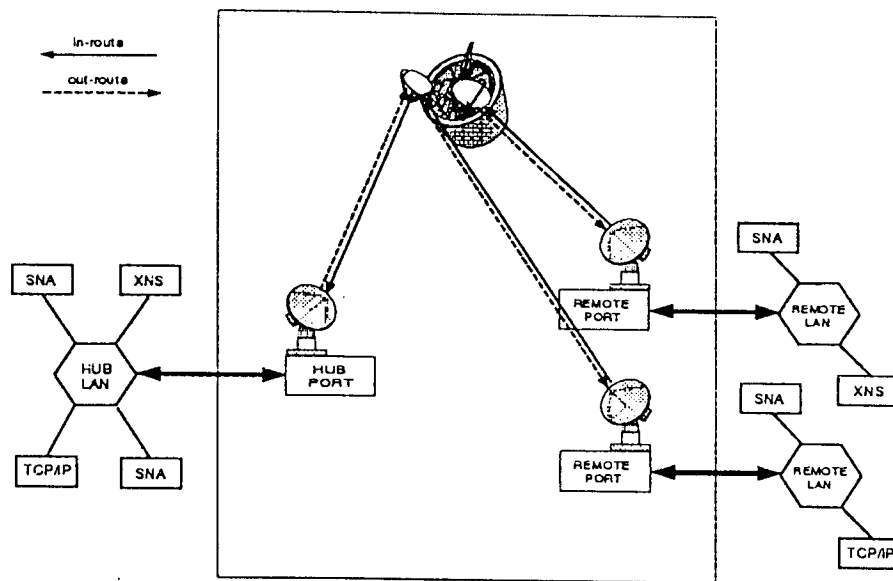 in-route
out-route
SNA
XNS
HUB
LAN
TCP/IP
SNA
HUB
PORT
REMOTE
PORT
SNA
REMOTE
LAN
XNS
REMOTE
PORT
SNA
REMOTE
LAN
TCP/IP